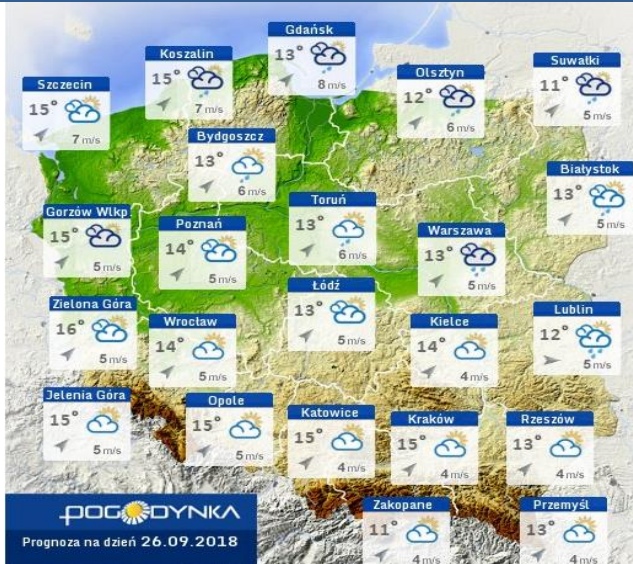 Gdańsk
13°
8 m/s
Koszalin
15°
7 m/s
Suwałki
11°
5 m/s
Olsztyn
12°
6 m/s
Szczecin
15°
7 m/s
Bydgoszcz
13°
6 m/s
Białystok
13°
5 m/s
Toruń
13°
6 m/s
Gorzów Wlkp
15°
5 m/s
Poznań
14°
5 m/s
Warszawa
13°
5 m/s
Łódź
13°
5 m/s
Zielona Góra
16°
5 m/s
Wrocław
14°
5 m/s
Kielce
14°
4 m/s
Lublin
12°
5 m/s
Jelenia Góra
15°
5 m/s
Opole
15°
5 m/s
Katowice
15°
4 m/s
Kraków
15°
4 m/s
Rzeszów
13°
4 m/s
Zakopane
11°
4 m/s
Przemyśl
13°
4 m/s
POGODYNKA
Prognoza na dzień 26.09.2018